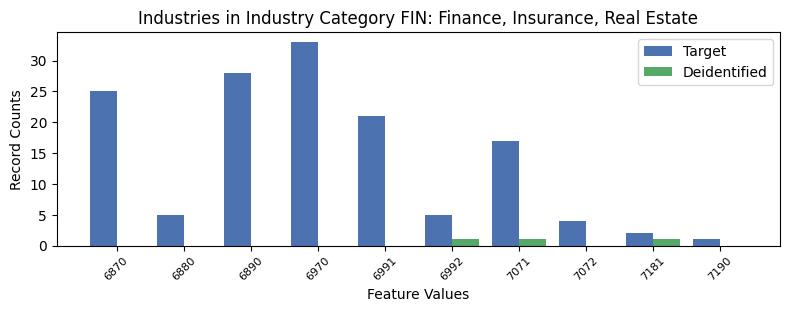 Industries in Industry Category FIN: Finance, Insurance, Real Estate
Target
Deidentified
Record Counts
30
25
20
15
10
5
0
6870 6880 6890 6970 6991 6992 7071 7072 7181 7190
Feature Values